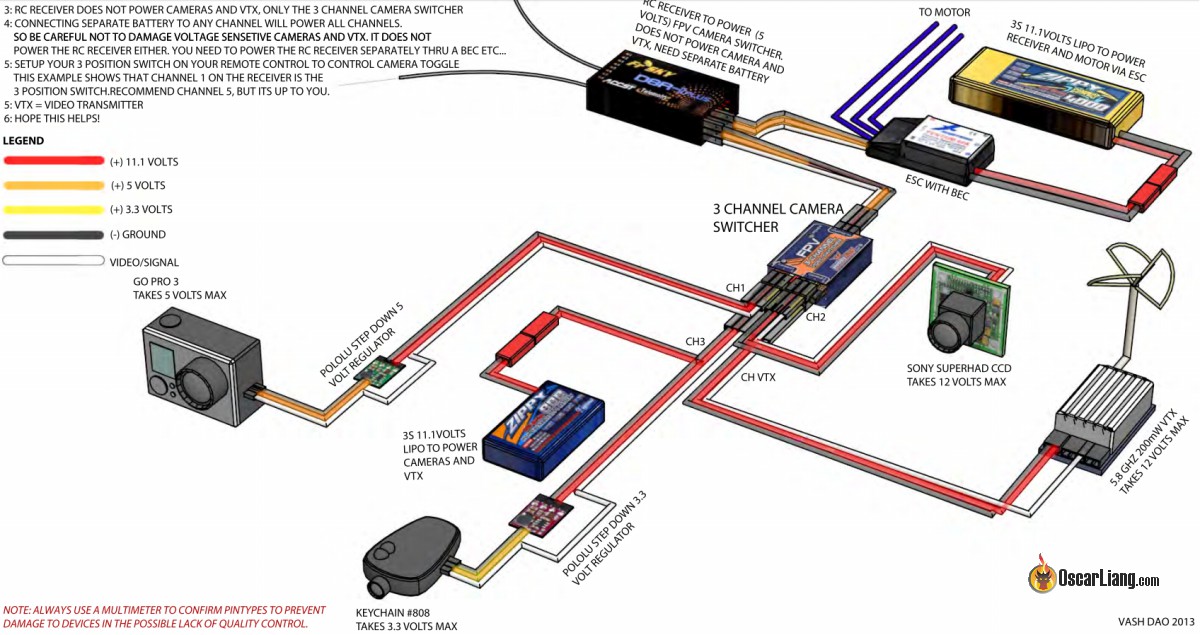 3: RC RECEIVER DOES NOT POWER CAMERAS AND VTX, ONLY THE 3 CHANNEL CAMERA SWITCHER
4: CONNECTING SEPARATE BATTERY TO ANY CHANNEL WILL POWER ALL CHANNELS.
SO BE CAREFUL NOT TO DAMAGE VOLTAGE SENSETIVE CAMERAS AND VTX. IT DOES NOT
POWER THE RC RECEIVER EITHER. YOU NEED TO POWER THE RC RECEIVER SEPARATELY THRU A BEC ETC...
5: SETUP YOUR 3 POSITION SWITCH ON YOUR REMOTE CONTROL TO CONTROL CAMERA TOGGLE
THIS EXAMPLE SHOWS THAT CHANNEL 1 ON THE RECEIVER IS THE
3 POSITION SWITCH.RECOMMEND CHANNEL 5, BUT ITS UP TO YOU.
5: VTX = VIDEO TRANSMITTER
6: HOPE THIS HELPS!
LEGEND
(+) 11.1 VOLTS
(+) 5 VOLTS
(+) 3.3 VOLTS
(-) GROUND
VIDEO/SIGNAL
RC RECEIVER TO POWER (5
VOLTS) FPV CAMERA SWITCHER.
DOES NOT POWER CAMERA AND
VTX. NEED SEPARATE BATTERY
TO MOTOR
3S 11.1VOLTS LIPO TO POWER
RECEIVER AND MOTOR VIA ESC
FrSKY
ZIPPY
4000
ESC WITH BEC
3 CHANNEL CAMERA
SWITCHER
FPV
CH1
CH2
CH3
CH VTX
GO PRO 3
TAKES 5 VOLTS MAX
POLOLU STEP DOWN 5
VOLT REGULATOR
SONY SUPERHAD CCD
TAKES 12 VOLTS MAX
3S 11.1VOLTS
LIPO TO POWER
CAMERAS AND
VTX
ZIPPY
5.8 GHZ 200mW VTX
TAKES 12 VOLTS MAX
POLOLU STEP DOWN 3.3
VOLT REGULATOR
KEYCHAIN #808
TAKES 3.3 VOLTS MAX
NOTE: ALWAYS USE A MULTIMETER TO CONFIRM PINTYPES TO PREVENT
DAMAGE TO DEVICES IN THE POSSIBLE LACK OF QUALITY CONTROL.
OscarLiang.com
VASH DAO 2013